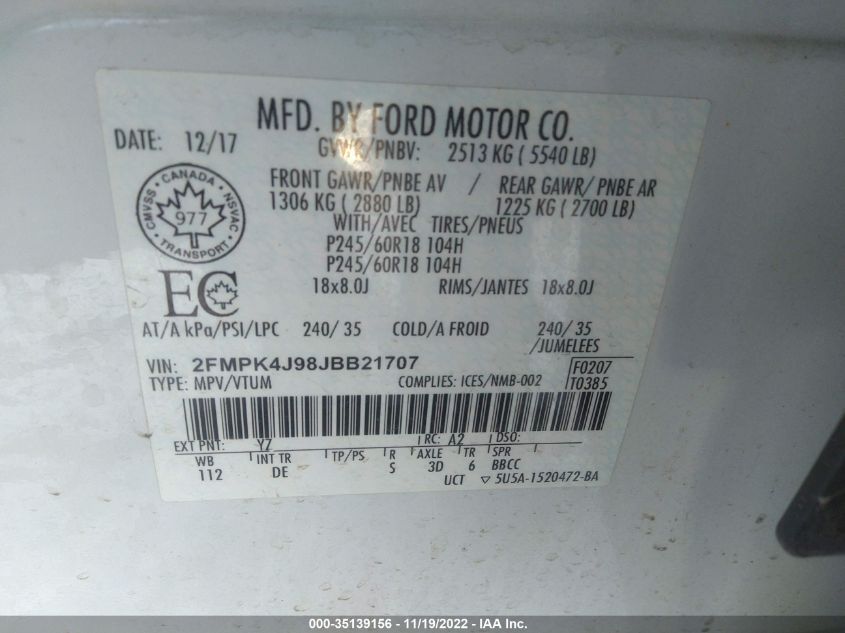 MFD. BY FORD MOTOR CO.
DATE: 12/17
GVWR/PNBV: 2513 KG ( 5540 LB)
FRONT GAWR/PNBE AV / REAR GAWR/ PNBE AR
1306 KG ( 2880 LB) 1225 KG ( 2700 LB)
WITH/AVEC TIRES/PNEUS
P245/60R18 104H
P245/60R18 104H
18x8.0J RIMS/JANTES 18x8.0J
CANADA
CMVSS NSVAC
977
TRANSPORT
EC
AT/A kPa/PSI/LPC 240/ 35 COLD/A FROID 240/ 35
/JUMELEES
VIN: 2FMPK4J98JBB21707 F0207
TYPE: MPV/VTUM COMPLIES: ICES/NMB-002 T0385
EXT PNT: YZ RC: A2 DSO:
WB INT TR TP/PS R AXLE TR SPR
112 DE S 3D 6 BBCC
UCT ▽ 5U5A-1520472-BA
000-35139156 - 11/19/2022 - IAA Inc.